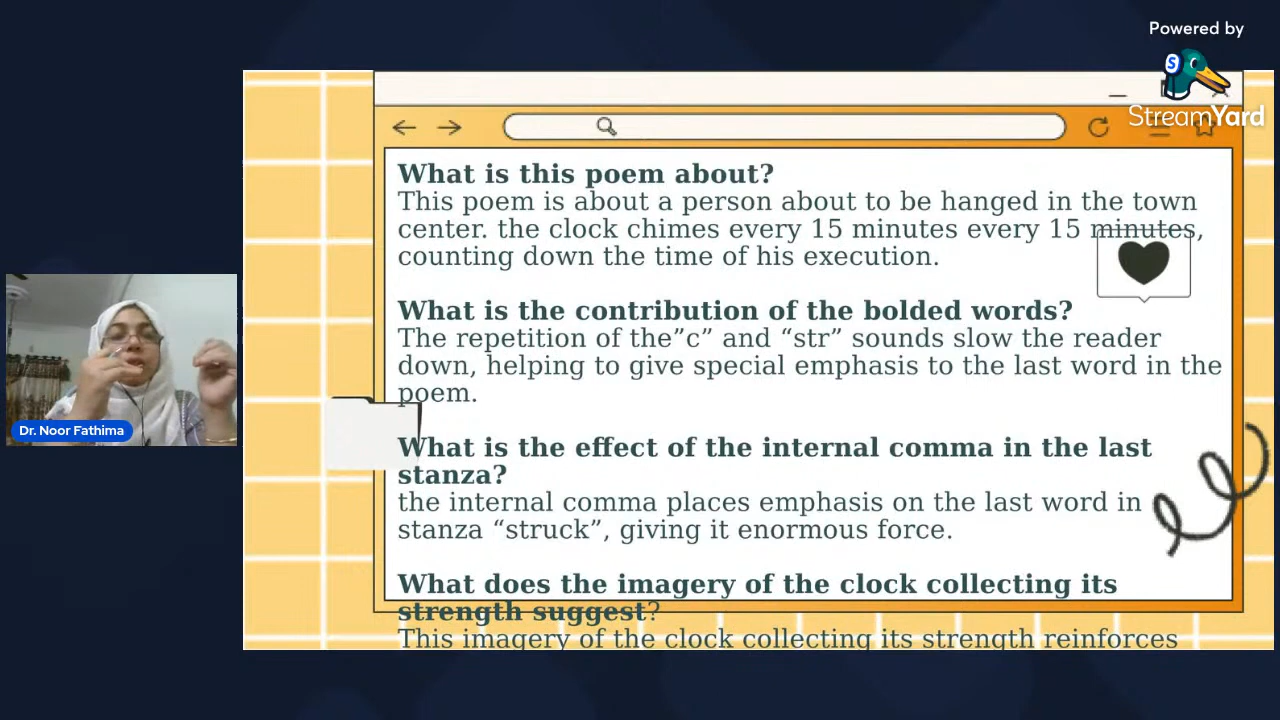 Powered by
StreamYard
What is this poem about?
This poem is about a person about to be hanged in the town
center. the clock chimes every 15 minutes every 15 minutes,
counting down the time of his execution.
What is the contribution of the bolded words?
The repetition of the”c” and “str” sounds slow the reader
down, helping to give special emphasis to the last word in the
poem.
What is the effect of the internal comma in the last
stanza?
the internal comma places emphasis on the last word in
stanza “struck”, giving it enormous force.
What does the imagery of the clock collecting its
strength suggest?
This imagery of the clock collecting its strength reinforces
Dr. Noor Fathima